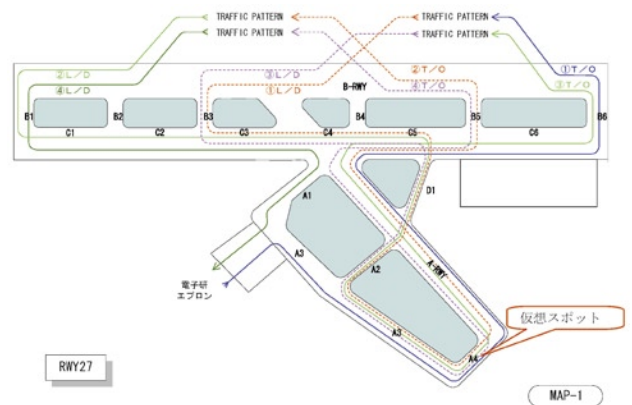 TRAFFIC PATTERN
TRAFFIC PATTERN
TRAFFIC PATTERN
TRAFFIC PATTERN
②L/D
③L/D
②T/O
①T/O
④L/D
①L/D
B-RWY
④T/O
③T/O
B1
B2
B3
B4
B5
B6
C1
C2
C3
C4
C5
C6
A1
D1
A3
A2
A-RWY
電子研
エプロン
仮想スポット
A3
A4
RWY27
MAP-1